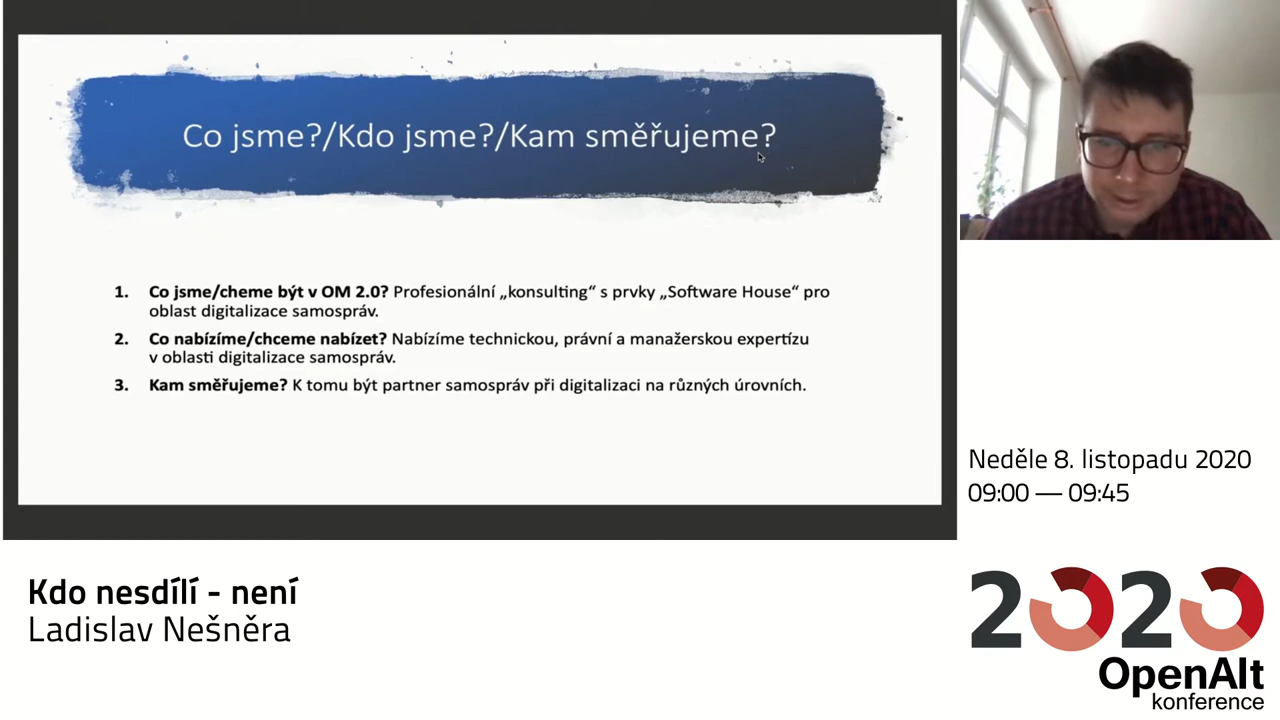 Co jsme?/Kdo jsme?/Kam směřujeme?
1. Co jsme/cheme být v OM 2.0? Profesionální „konsulting“ s prvky „Software House“ pro
oblast digitalizace samospráv.
2. Co nabízíme/chceme nabízet? Nabízíme technickou, právní a manažerskou expertízu
v oblasti digitalizace samospráv.
3. Kam směřujeme? K tomu být partner samospráv při digitalizaci na různých úrovních.
Neděle 8. listopadu 2020
09:00 — 09:45
Kdo nesdílí - není
Ladislav Nešněra
2020
OpenAlt
konference